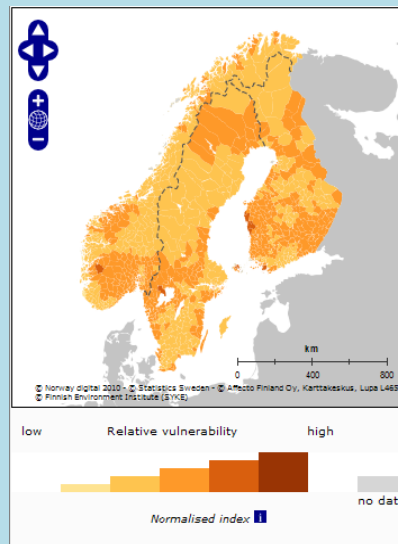 km
0 400 800
© Norway digital 2010 - © Statistics Sweden - © Affecto Finland Oy, Karttakeskus, Lupa L465
© Finnish Environment Institute (SYKE)
low Relative vulnerability high
no dat
Normalised index i